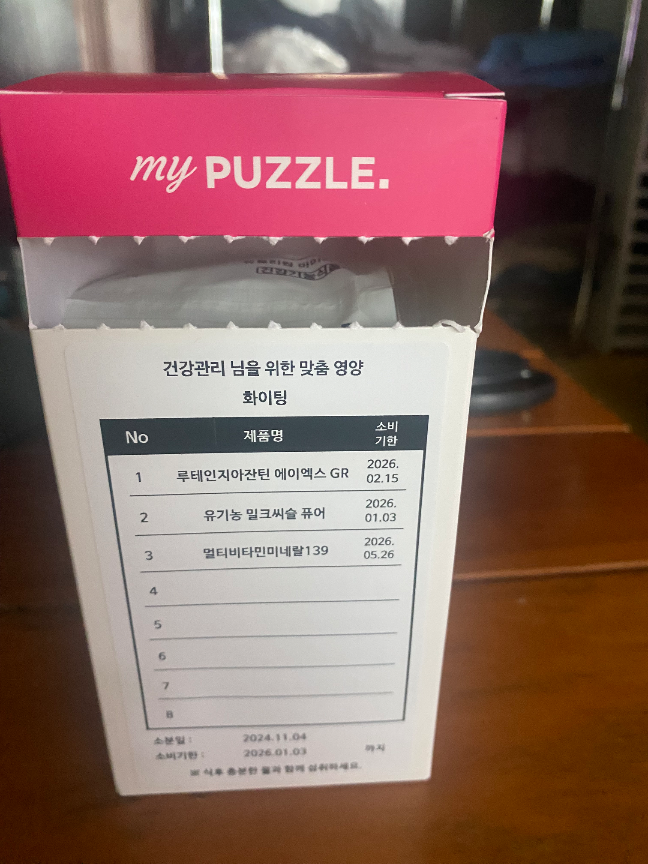 my PUZZLE.
건강관리 님을 위한 맞춤 영양
화이팅
No 제품명 소비
기한
1 루테인지아잔틴 에이엑스 GR 2026.
02.15
2 유기농 밀크씨슬 퓨어 2026.
01.03
3 멀티비타민미네랄139 2026.
05.26
4
5
6
7
8
소분일 : 2024.11.04
소비기한 : 2026.01.03 까지
※ 식후 충분한 물과 함께 섭취하세요.